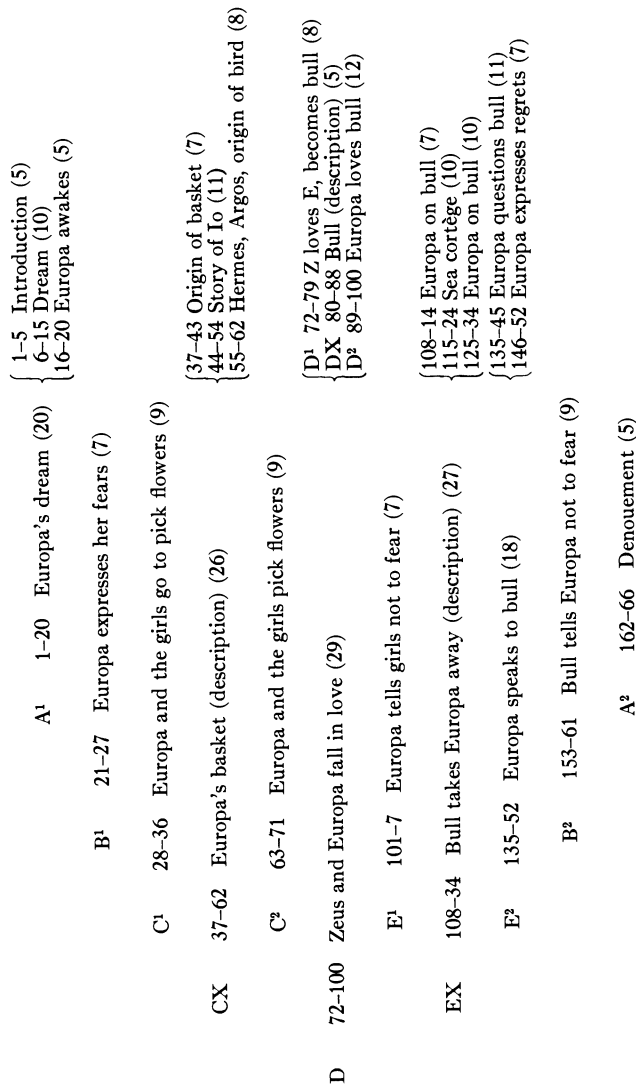 A¹ 1–20 Europa's dream (20) { 1–5 Introduction (5)
6–15 Dream (10)
16–20 Europa awakes (5)
B¹ 21–27 Europa expresses her fears (7)
C¹ 28–36 Europa and the girls go to pick flowers (9)
CX 37–62 Europa's basket (description) (26) { 37–43 Origin of basket (7)
44–54 Story of Io (11)
55–62 Hermes, Argos, origin of bird (8)
C² 63–71 Europa and the girls pick flowers (9)
D 72–100 Zeus and Europa fall in love (29) { D¹ 72–79 Z loves E, becomes bull (8)
DX 80–88 Bull (description) (5)
D² 89–100 Europa loves bull (12)
E¹ 101–7 Europa tells girls not to fear (7)
EX 108–34 Bull takes Europa away (description) (27) { 108–14 Europa on bull (7)
115–24 Sea cortège (10)
125–34 Europa on bull (10)
E² 135–52 Europa speaks to bull (18) { 135–45 Europa questions bull (11)
146–52 Europa expresses regrets (7)
B² 153–61 Bull tells Europa not to fear (9)
A² 162–66 Denouement (5)